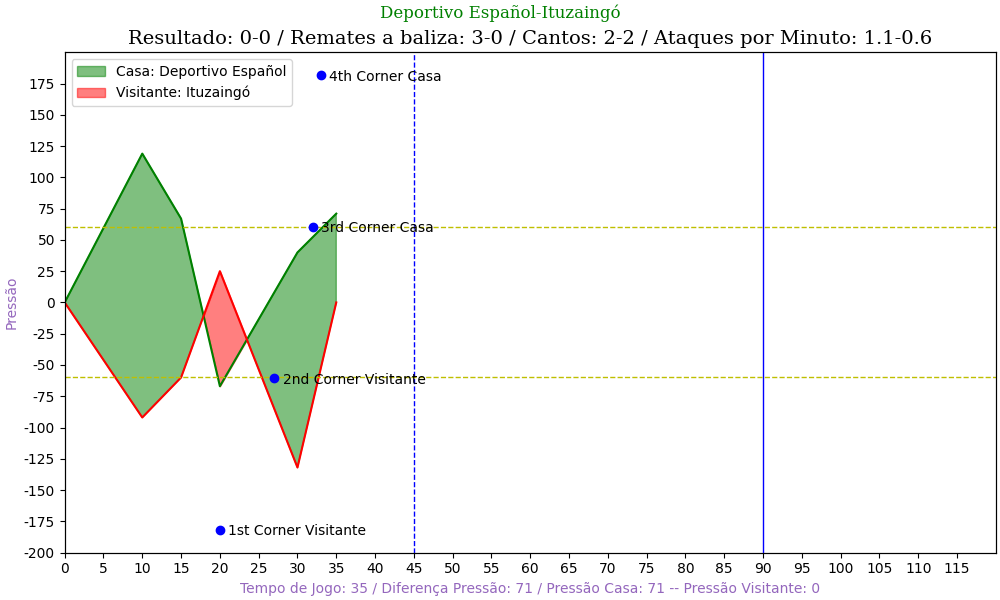 Deportivo Español-Ituzaingó
Resultado: 0-0 / Remates a baliza: 3-0 / Cantos: 2-2 / Ataques por Minuto: 1.1-0.6
Casa: Deportivo Español
Visitante: Ituzaingó
4th Corner Casa
3rd Corner Casa
2nd Corner Visitante
1st Corner Visitante
Pressão
175
150
125
100
75
50
25
0
-25
-50
-75
-100
-125
-150
-175
-200
0 5 10 15 20 25 30 35 40 45 50 55 60 65 70 75 80 85 90 95 100 105 110 115
Tempo de Jogo: 35 / Diferença Pressão: 71 / Pressão Casa: 71 -- Pressão Visitante: 0